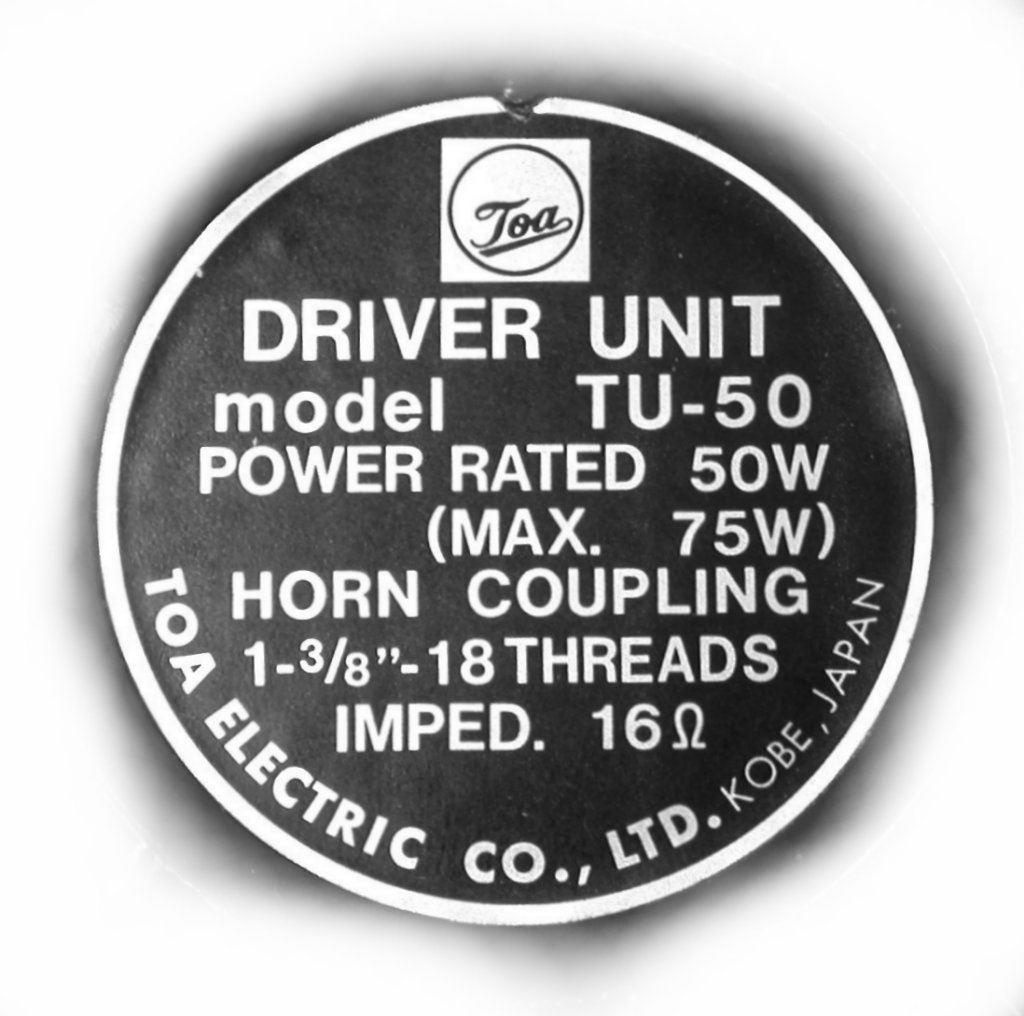 Toa
DRIVER UNIT
model TU-50
POWER RATED 50W
(MAX. 75W)
HORN COUPLING
1-3/8”-18 THREADS
IMPED. 16Ω
TOA ELECTRIC CO., LTD. KOBE, JAPAN